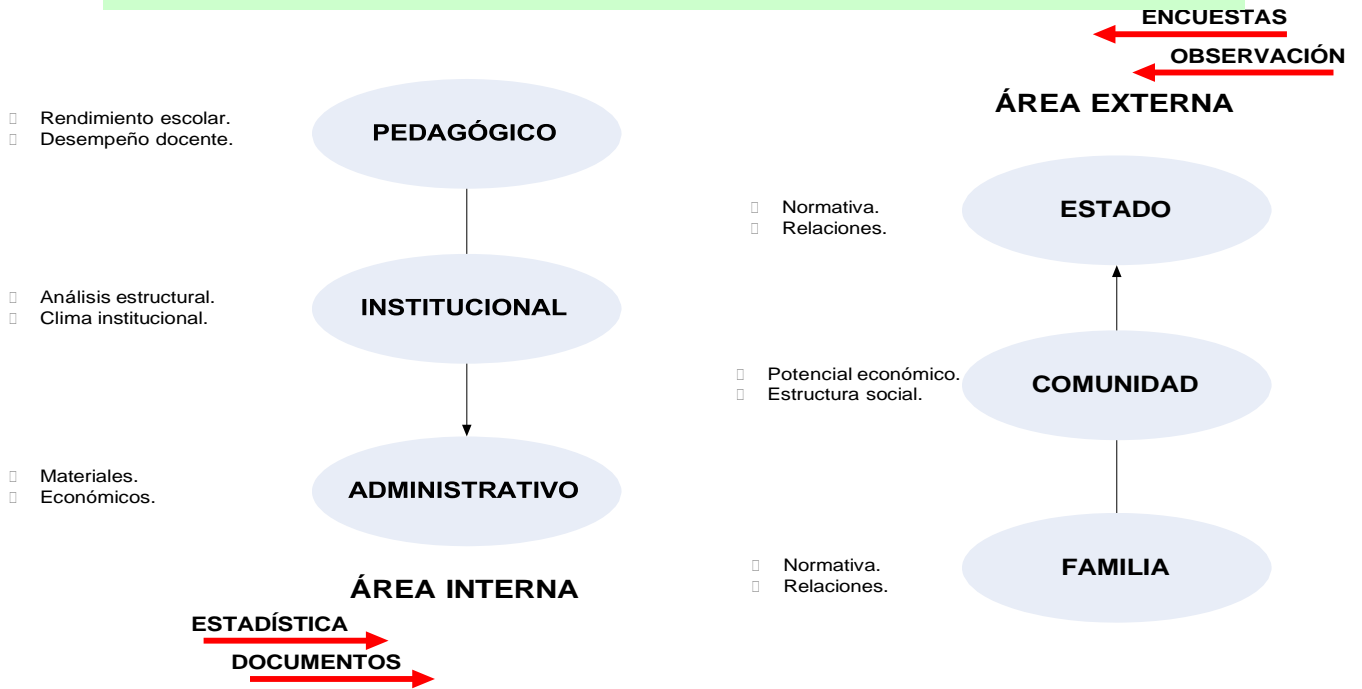 ENCUESTAS
OBSERVACIÓN
ÁREA EXTERNA
Rendimiento escolar.
Desempeño docente.
PEDAGÓGICO
Normativa.
Relaciones.
ESTADO
Análisis estructural.
Clima institucional.
INSTITUCIONAL
Potencial económico.
Estructura social.
COMUNIDAD
Materiales.
Económicos.
ADMINISTRATIVO
Normativa.
Relaciones.
FAMILIA
ÁREA INTERNA
ESTADÍSTICA
DOCUMENTOS